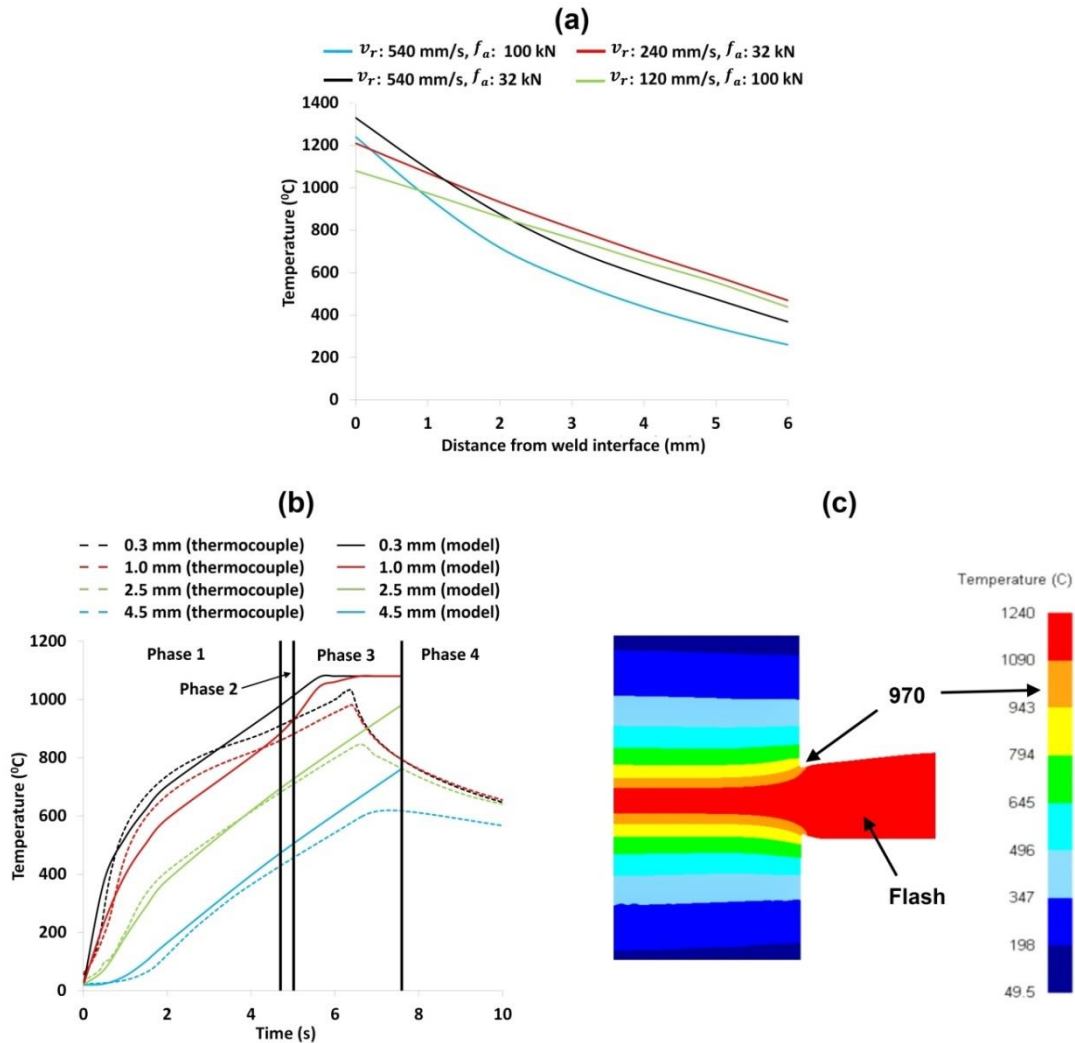 (a)
𝑣𝑟: 540 mm/s, 𝑓𝑎: 100 kN
𝑣𝑟: 240 mm/s, 𝑓𝑎: 32 kN
𝑣𝑟: 540 mm/s, 𝑓𝑎: 32 kN
𝑣𝑟: 120 mm/s, 𝑓𝑎: 100 kN
1400
1200
1000
800
600
400
200
0
Temperature (⁰C)
0 1 2 3 4 5 6
Distance from weld interface (mm)
(b)
0.3 mm (thermocouple)
0.3 mm (model)
1.0 mm (thermocouple)
1.0 mm (model)
2.5 mm (thermocouple)
2.5 mm (model)
4.5 mm (thermocouple)
4.5 mm (model)
1200
1000
800
600
400
200
0
Temperature (⁰C)
Phase 1
Phase 2
Phase 3
Phase 4
0 2 4 6 8 10
Time (s)
(c)
Temperature (C)
1240
1090
943
794
645
496
347
198
49.5
970
Flash